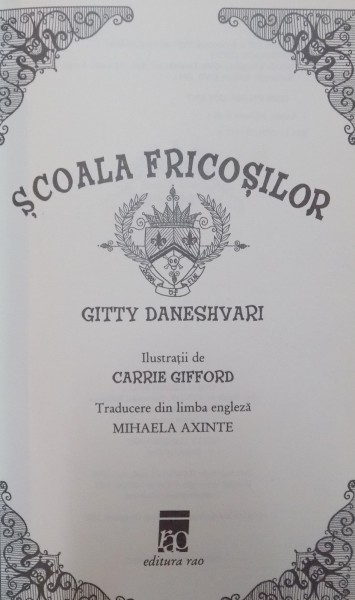 ȘCOALA FRICOȘILOR
GITTY DANESHVARI
Ilustrații de
CARRIE GIFFORD
Traducere din limba engleză
MIHAELA AXINTE
rao
editura rao